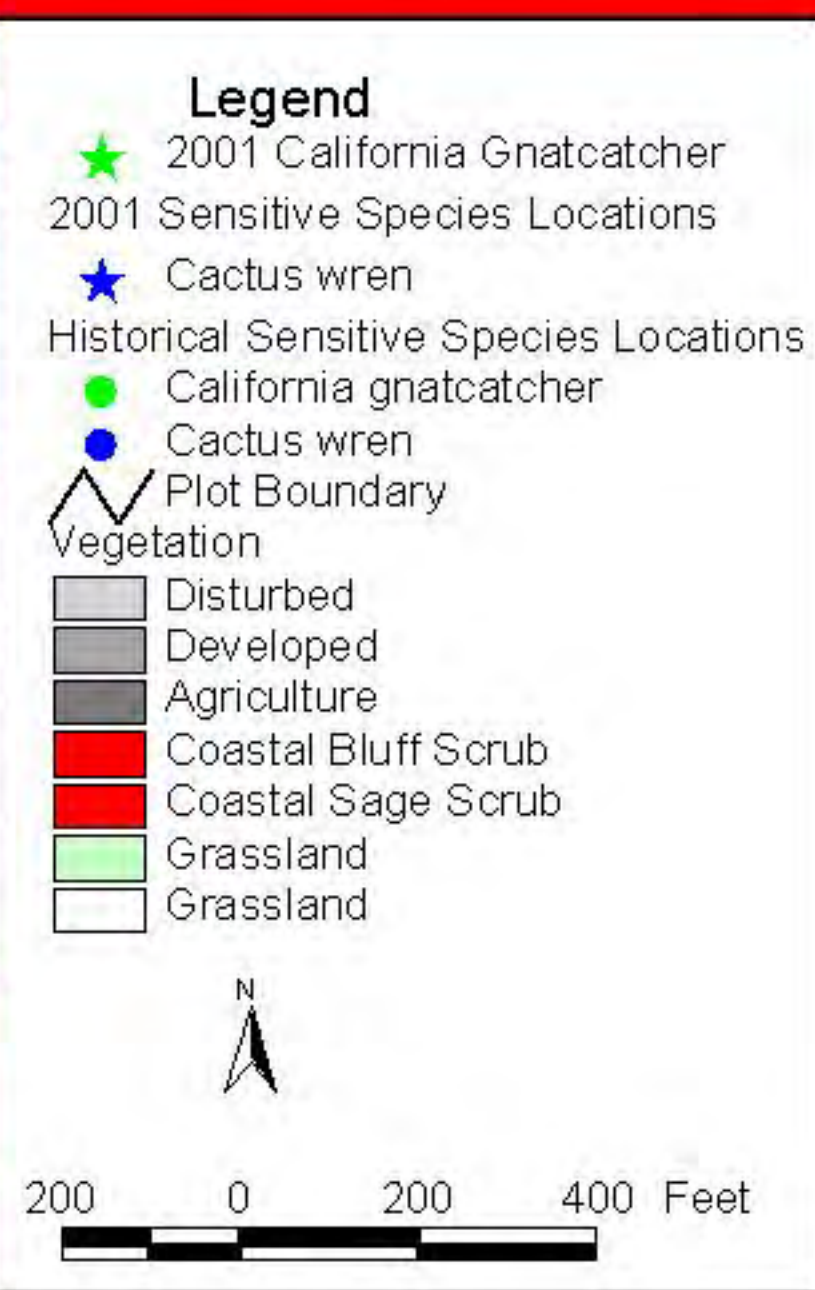 Legend
2001 California Gnatcatcher
2001 Sensitive Species Locations
Cactus wren
Historical Sensitive Species Locations
California gnatcatcher
Cactus wren
Plot Boundary
Vegetation
Disturbed
Developed
Agriculture
Coastal Bluff Scrub
Coastal Sage Scrub
Grassland
Grassland
N
200 0 200 400 Feet